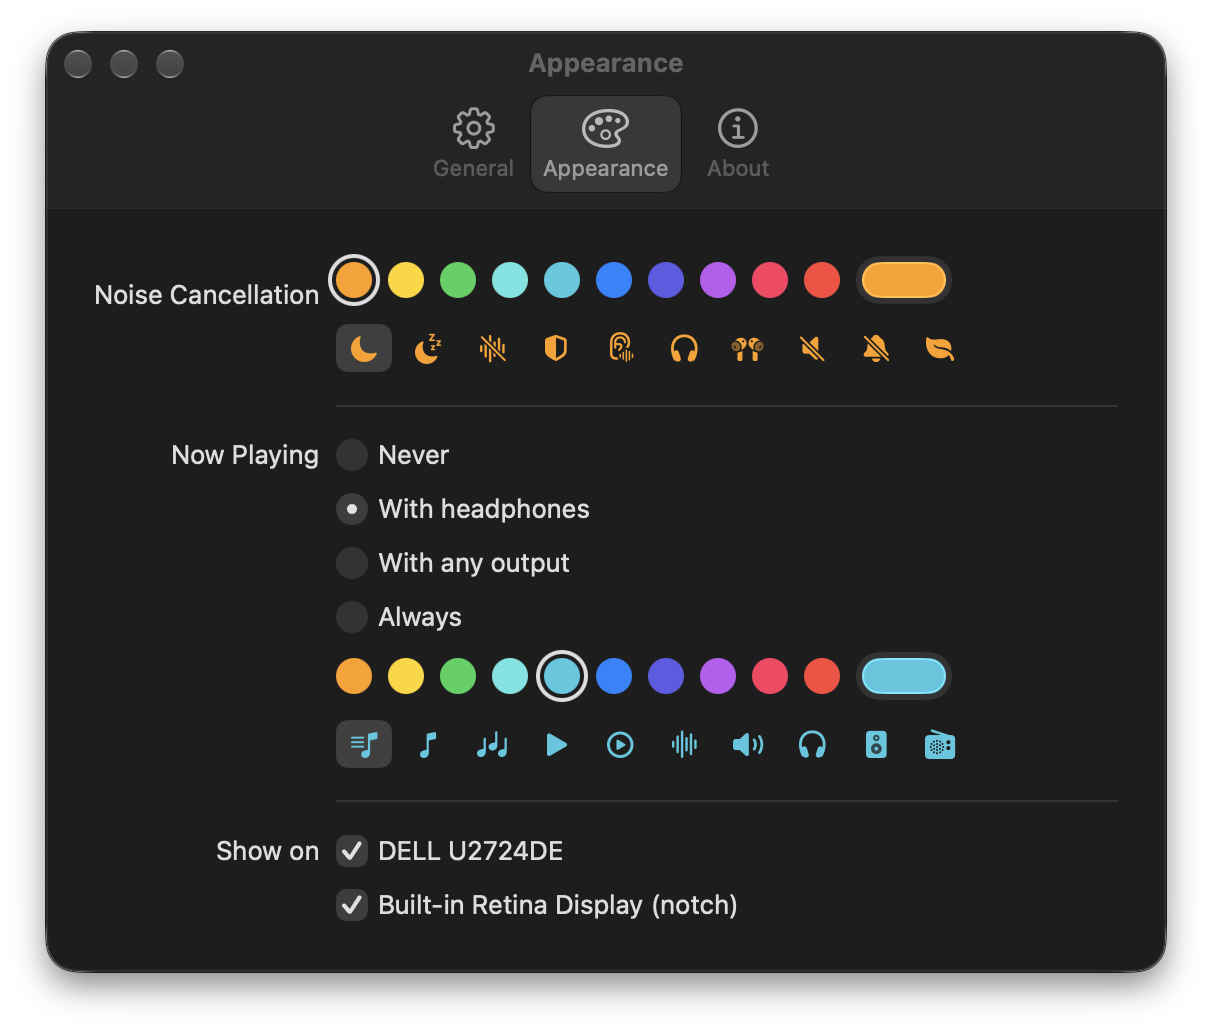 Appearance
General
Appearance
About
Noise Cancellation
Now Playing
Never
With headphones
With any output
Always
Show on
DELL U2724DE
Built-in Retina Display (notch)